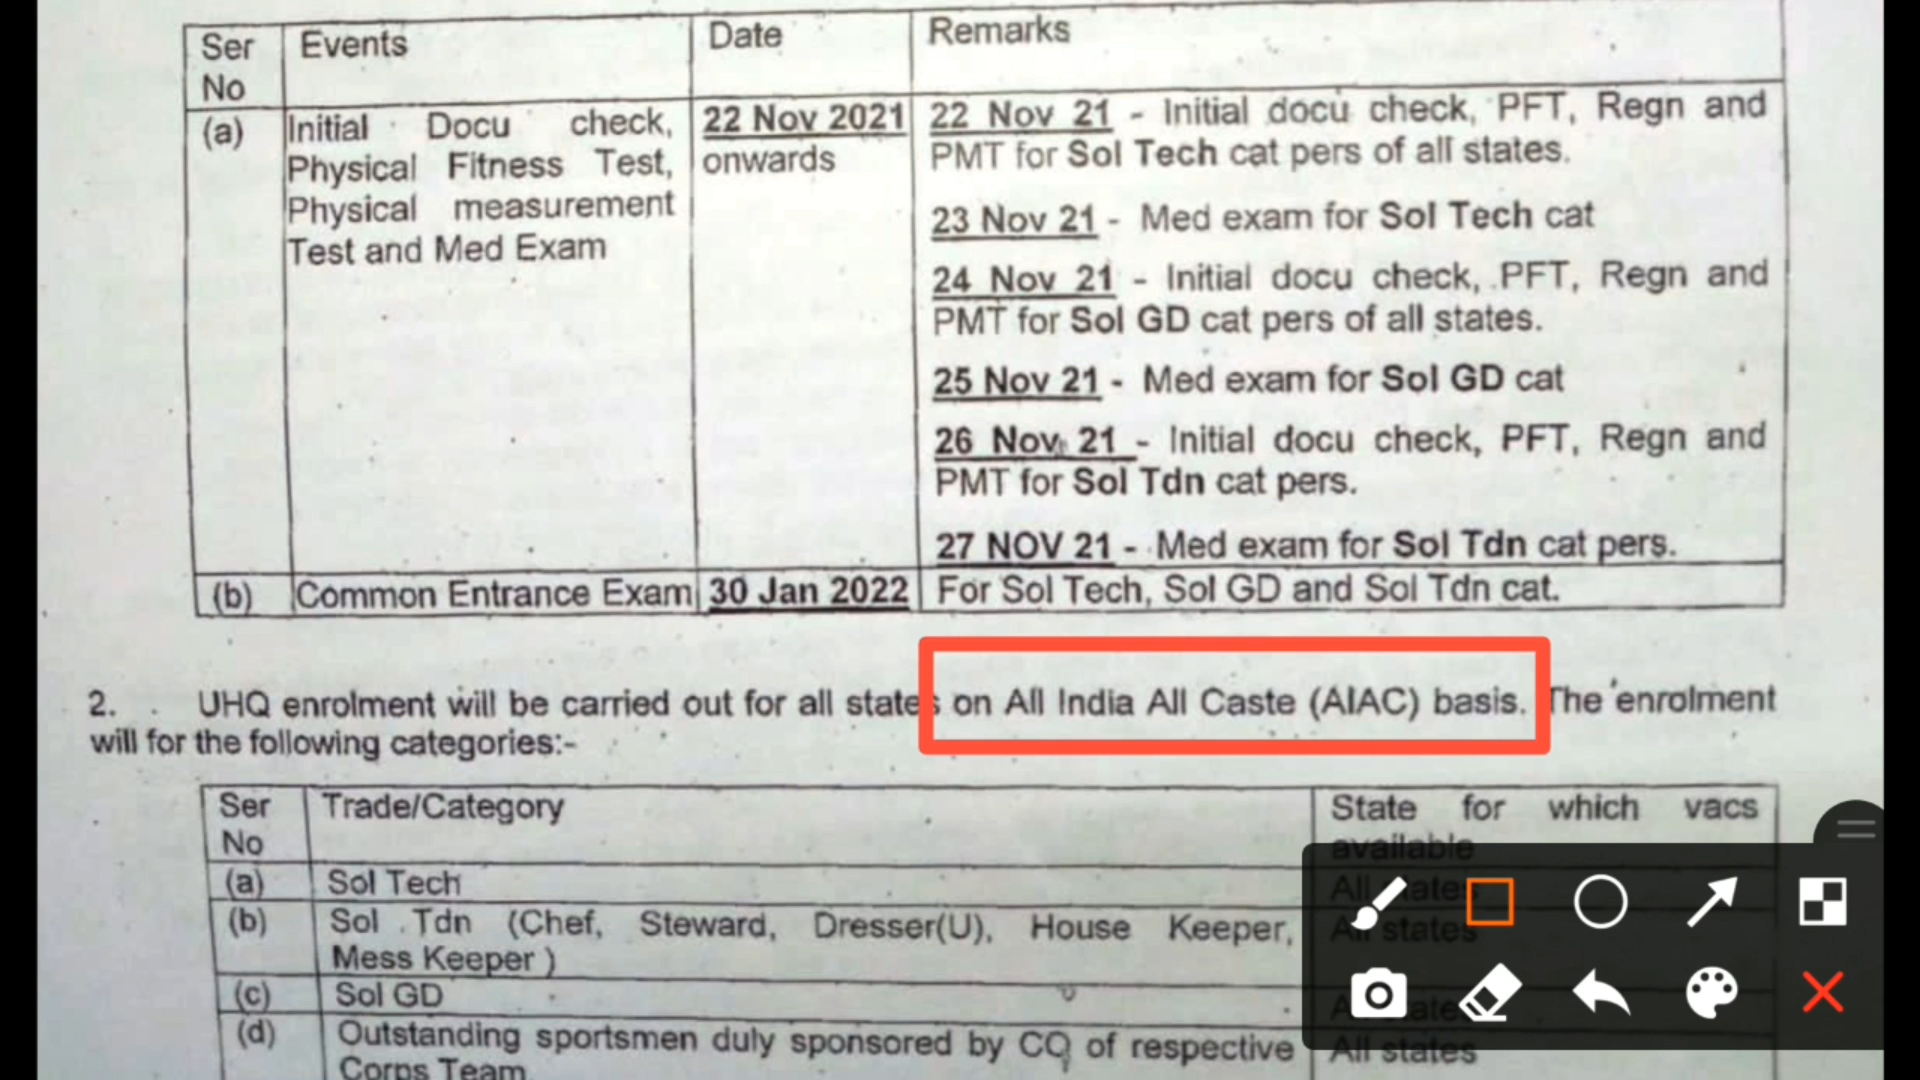 Ser No Events Date Remarks
(a) Initial Docu check, 22 Nov 2021 22 Nov 21 - Initial docu check, PFT, Regn and
Physical Fitness Test, onwards PMT for Sol Tech cat pers of all states.
Physical measurement 23 Nov 21 - Med exam for Sol Tech cat
Test and Med Exam 24 Nov 21 - Initial docu check, PFT, Regn and
PMT for Sol GD cat pers of all states.
25 Nov 21 - Med exam for Sol GD cat
26 Nov 21 - Initial docu check, PFT, Regn and
PMT for Sol Tdn cat pers.
27 NOV 21 - Med exam for Sol Tdn cat pers.
(b) Common Entrance Exam 30 Jan 2022 For Sol Tech, Sol GD and Sol Tdn cat.
2. UHQ enrolment will be carried out for all states on All India All Caste (AIAC) basis. The enrolment
will for the following categories:-
Ser Trade/Category State for which vacs
No available
(a) Sol Tech All states
(b) Sol Tdn (Chef, Steward, Dresser(U), House Keeper, All states
Mess Keeper )
(c) Sol GD
(d) Outstanding sportsmen duly sponsored by CO of respective All states
Corps Team